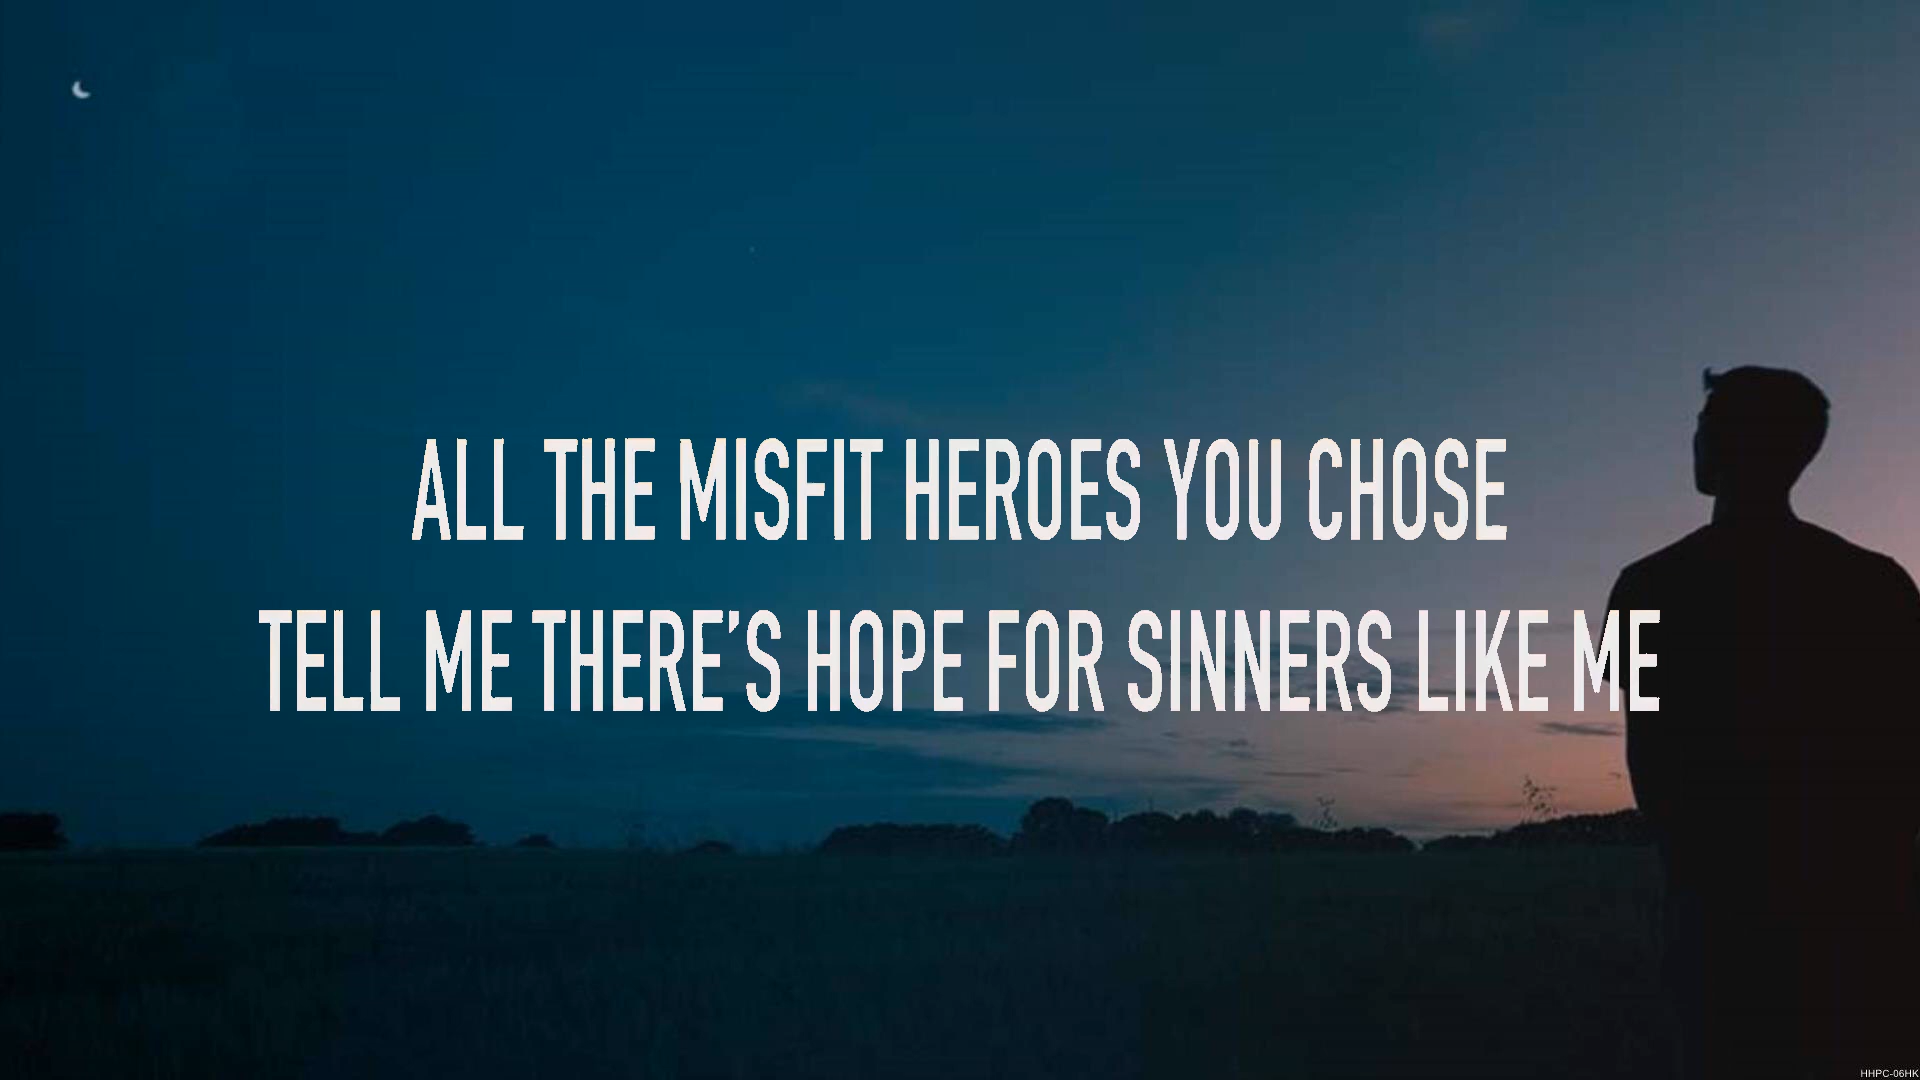 ALL THE MISFIT HEROES YOU CHOSE
TELL ME THERE’S HOPE FOR SINNERS LIKE ME
HHPC-06HK